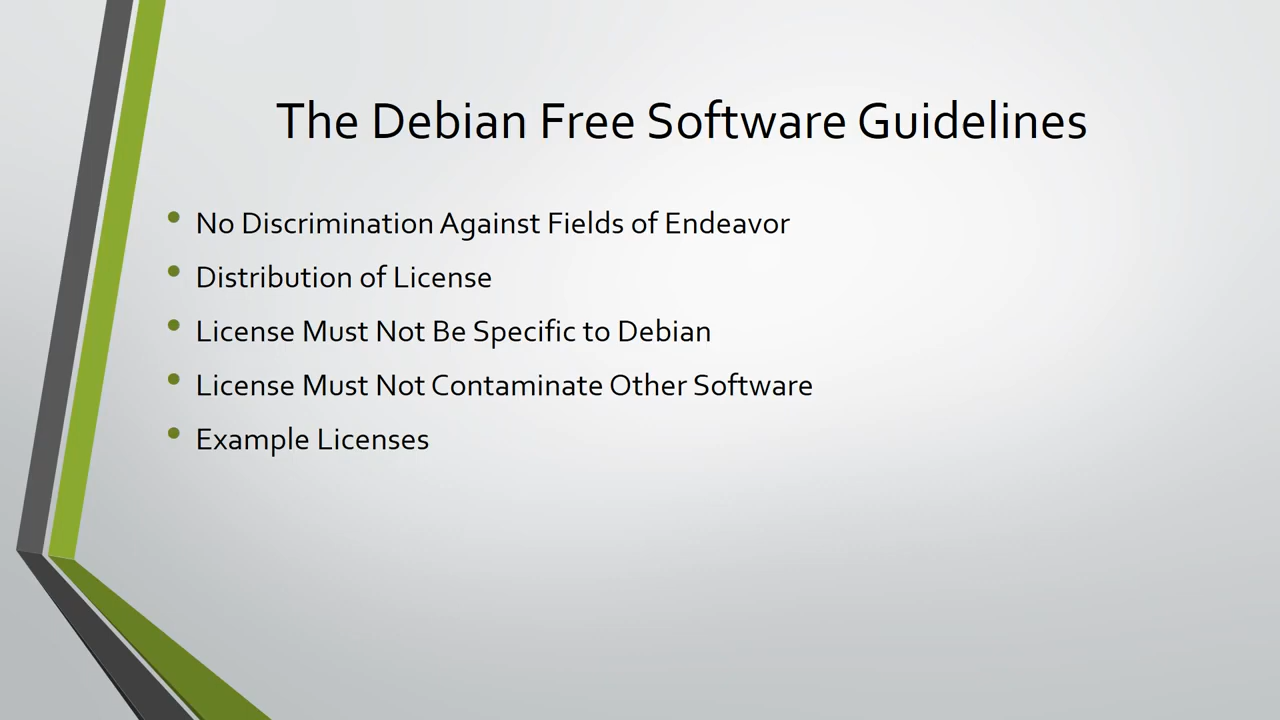 The Debian Free Software Guidelines
• No Discrimination Against Fields of Endeavor
• Distribution of License
• License Must Not Be Specific to Debian
• License Must Not Contaminate Other Software
• Example Licenses